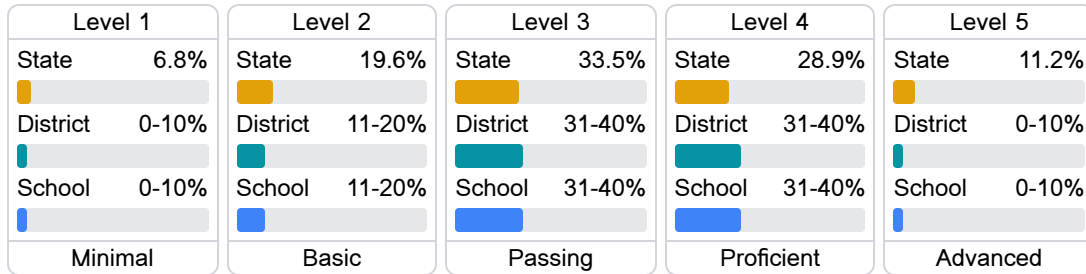 Level 1
State 6.8%
District 0-10%
School 0-10%
Minimal
Level 2
State 19.6%
District 11-20%
School 11-20%
Basic
Level 3
State 33.5%
District 31-40%
School 31-40%
Passing
Level 4
State 28.9%
District 31-40%
School 31-40%
Proficient
Level 5
State 11.2%
District 0-10%
School 0-10%
Advanced